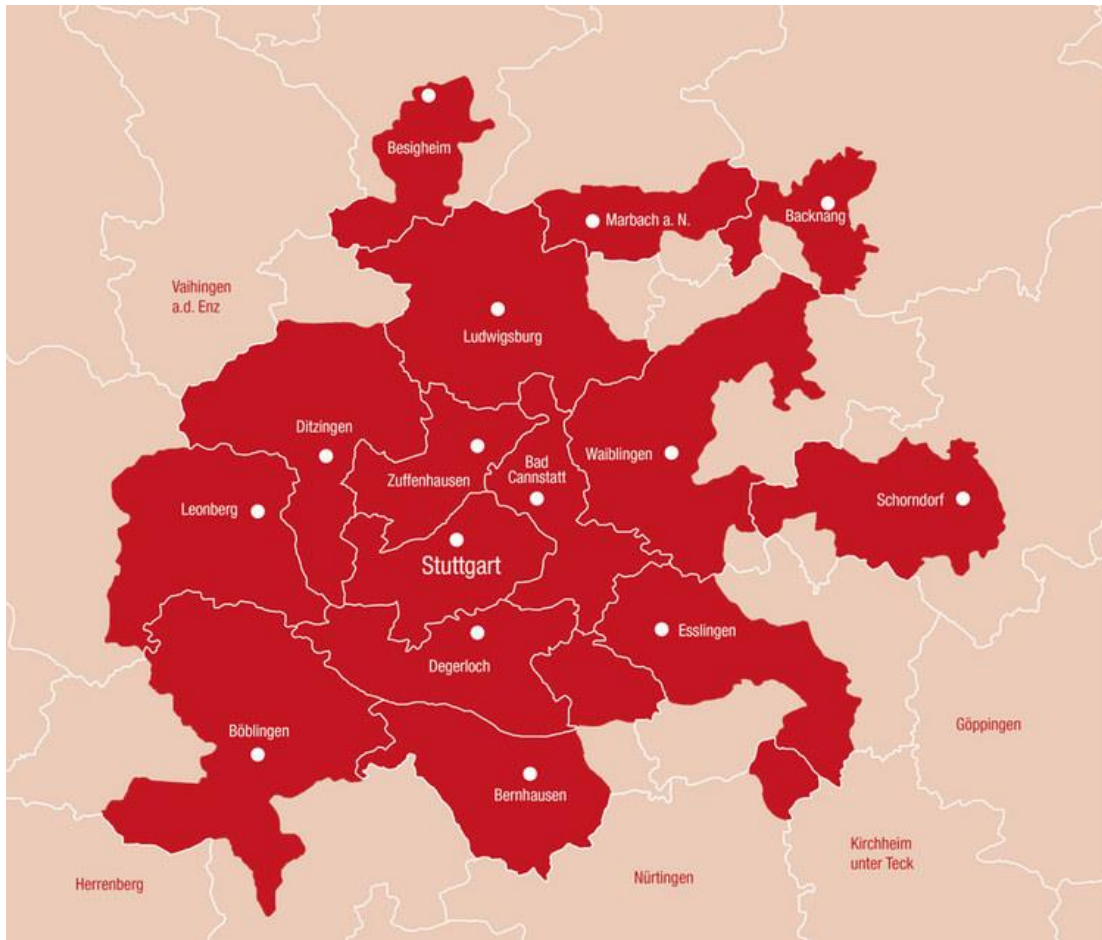 Besigheim
Marbach a. N.
Backnang
Vaihingen
a.d. Enz
Ludwigsburg
Ditzingen
Zuffenhausen
Bad
Cannstatt
Waiblingen
Leonberg
Schorndorf
Stuttgart
Esslingen
Degerloch
Böblingen
Göppingen
Bernhausen
Kirchheim
unter Teck
Herrenberg
Nürtingen